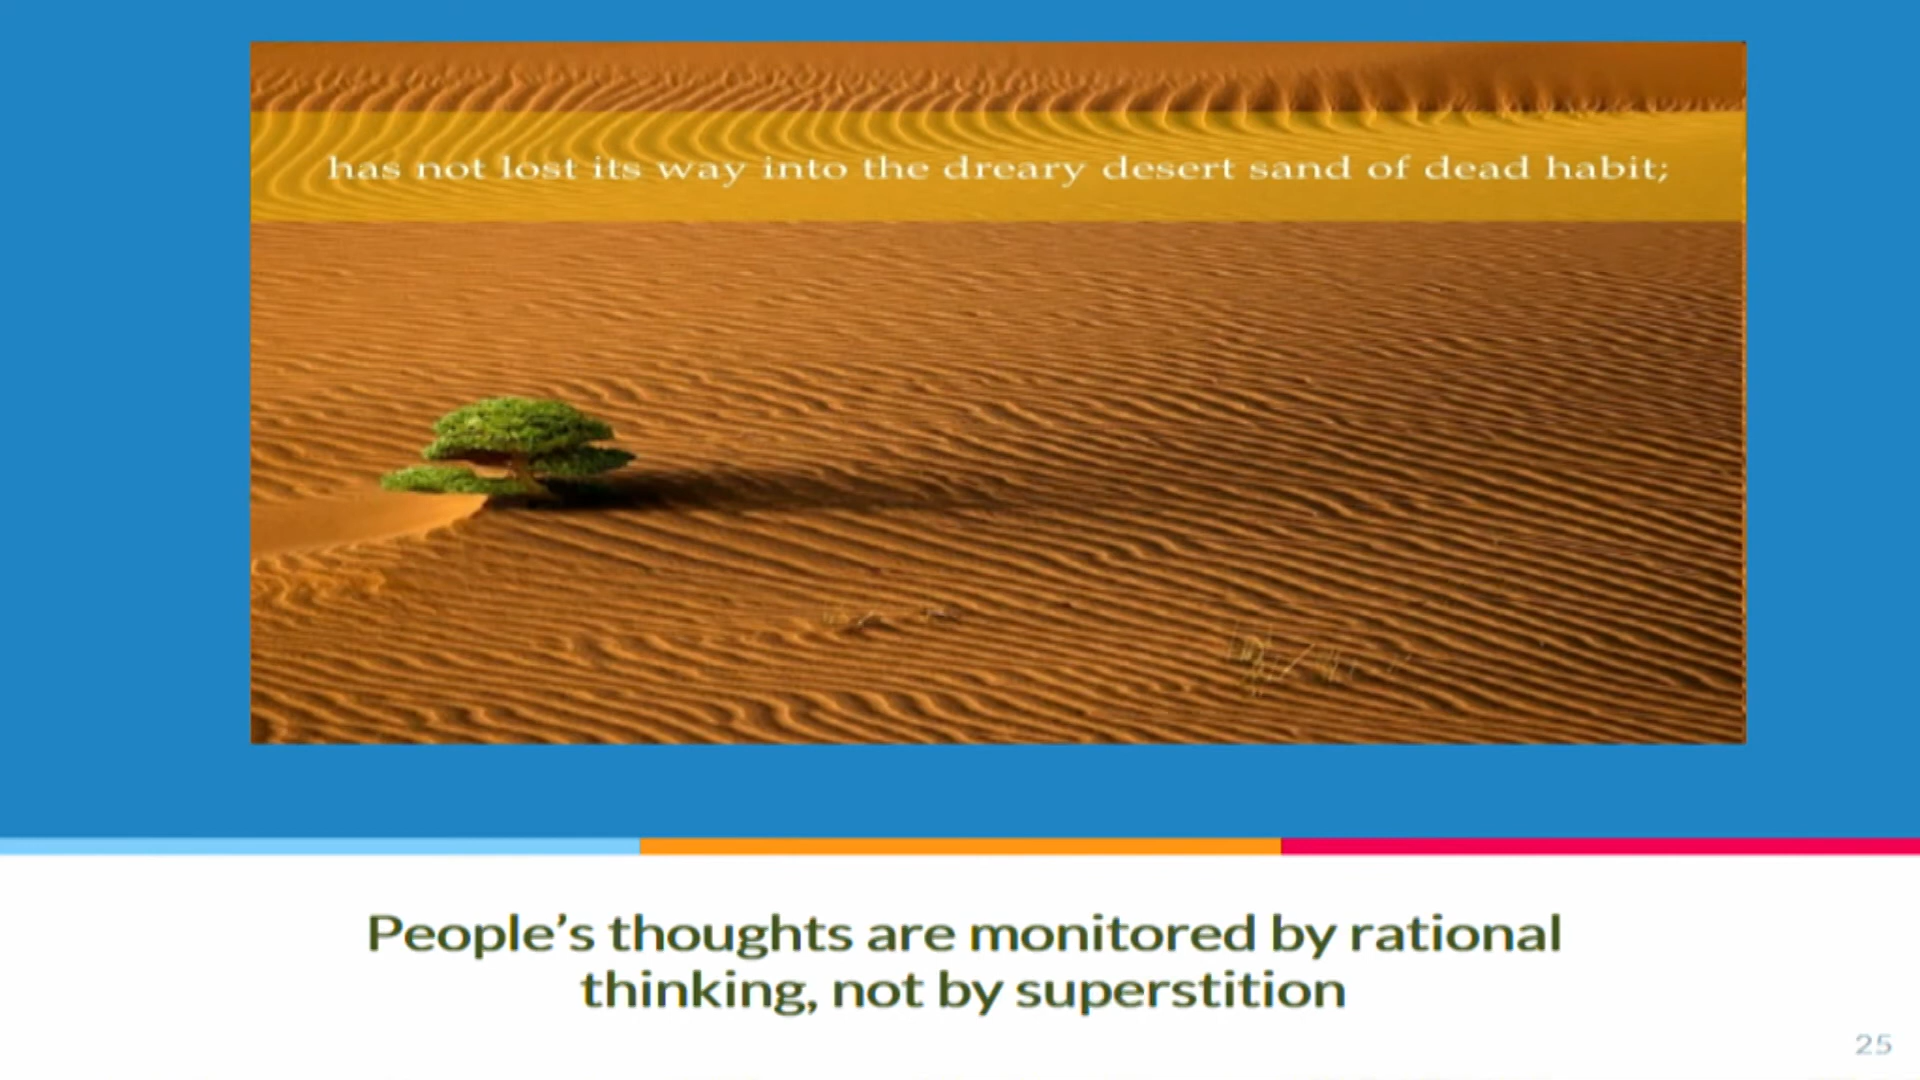 has not lost its way into the dreary desert sand of dead habit;
People’s thoughts are monitored by rational
thinking, not by superstition
25